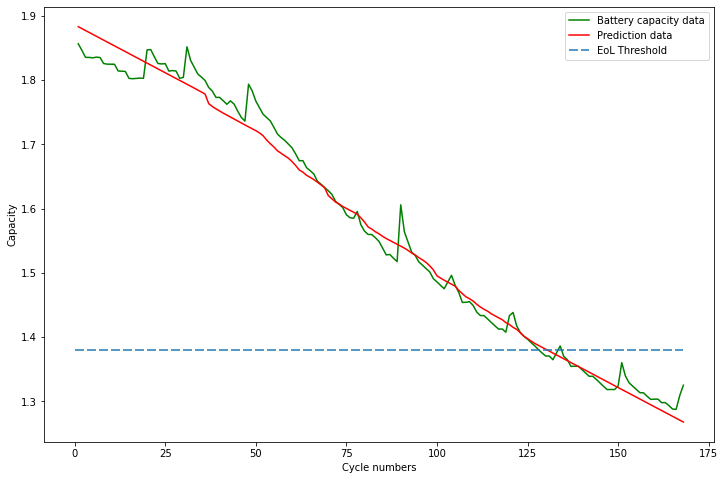 Battery capacity data
Prediction data
EoL Threshold
Capacity
1.9
1.8
1.7
1.6
1.5
1.4
1.3
0 25 50 75 100 125 150 175
Cycle numbers